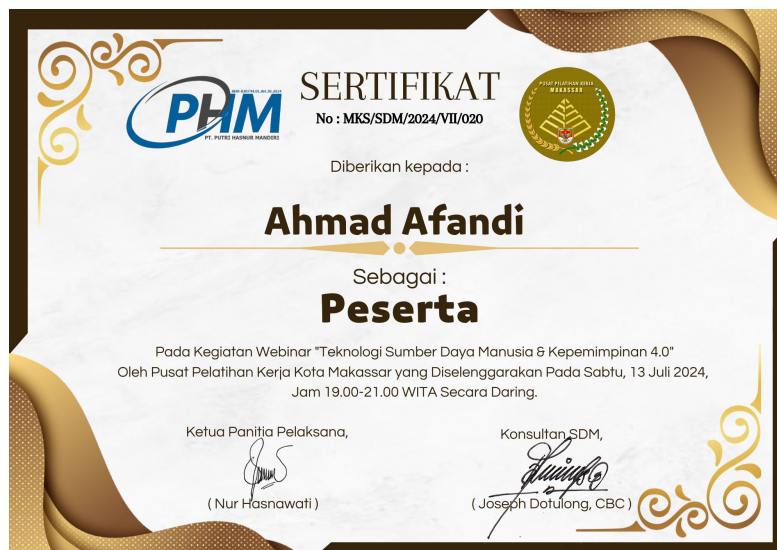 SERTIFIKAT
No : MKS/SDM/2024/VII/020
PHM
PT. PUTRI HASNUR MANDIRI
PUSAT PELATIHAN KERJA
MAKASSAR
Diberikan kepada :
Ahmad Afandi
Sebagai :
Peserta
Pada Kegiatan Webinar "Teknologi Sumber Daya Manusia & Kepemimpinan 4.0"
Oleh Pusat Pelatihan Kerja Kota Makassar yang Diselenggarakan Pada Sabtu, 13 Juli 2024,
Jam 19.00-21.00 WITA Secara Daring.
Ketua Panitia Pelaksana,
Konsultan SDM,
( Nur Hasnawati )
( Joseph Dotulong, CBC )